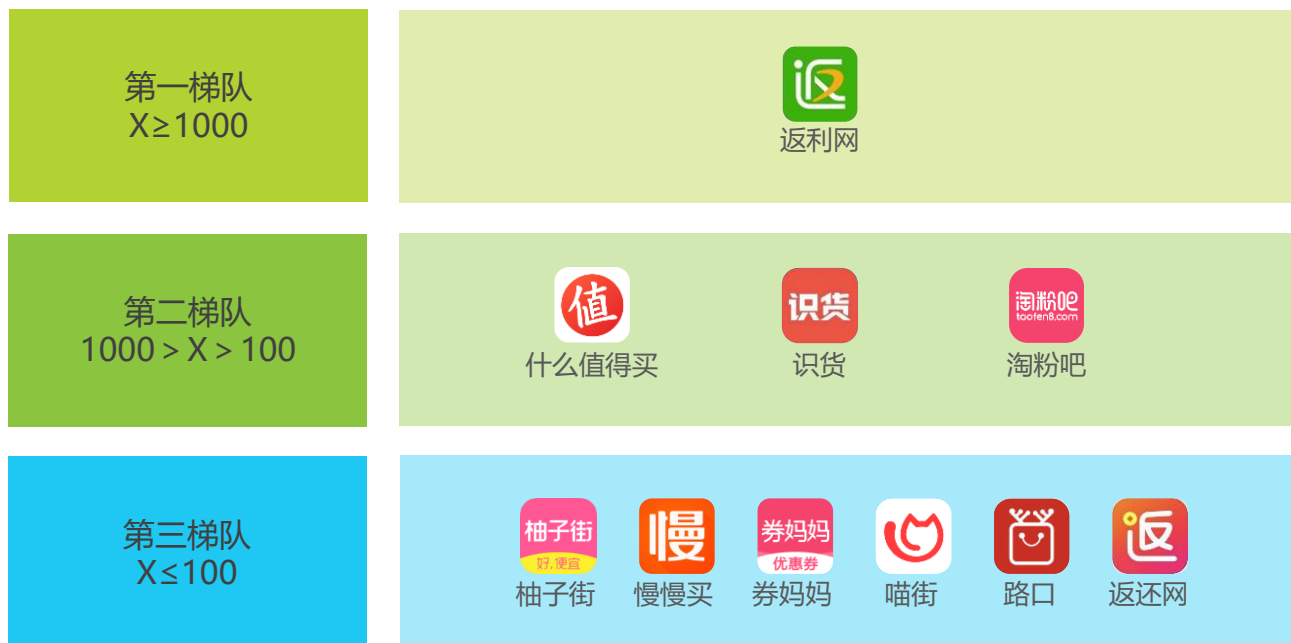 第一梯队
X≥1000
返
返利网
第二梯队
1000 > X > 100
值
识货
淘粉吧
toofen8.com
什么值得买
识货
淘粉吧
第三梯队
X≤100
柚子街
好,便宜
慢
券妈妈
优惠券
返
柚子街
慢慢买
券妈妈
喵街
路口
返还网